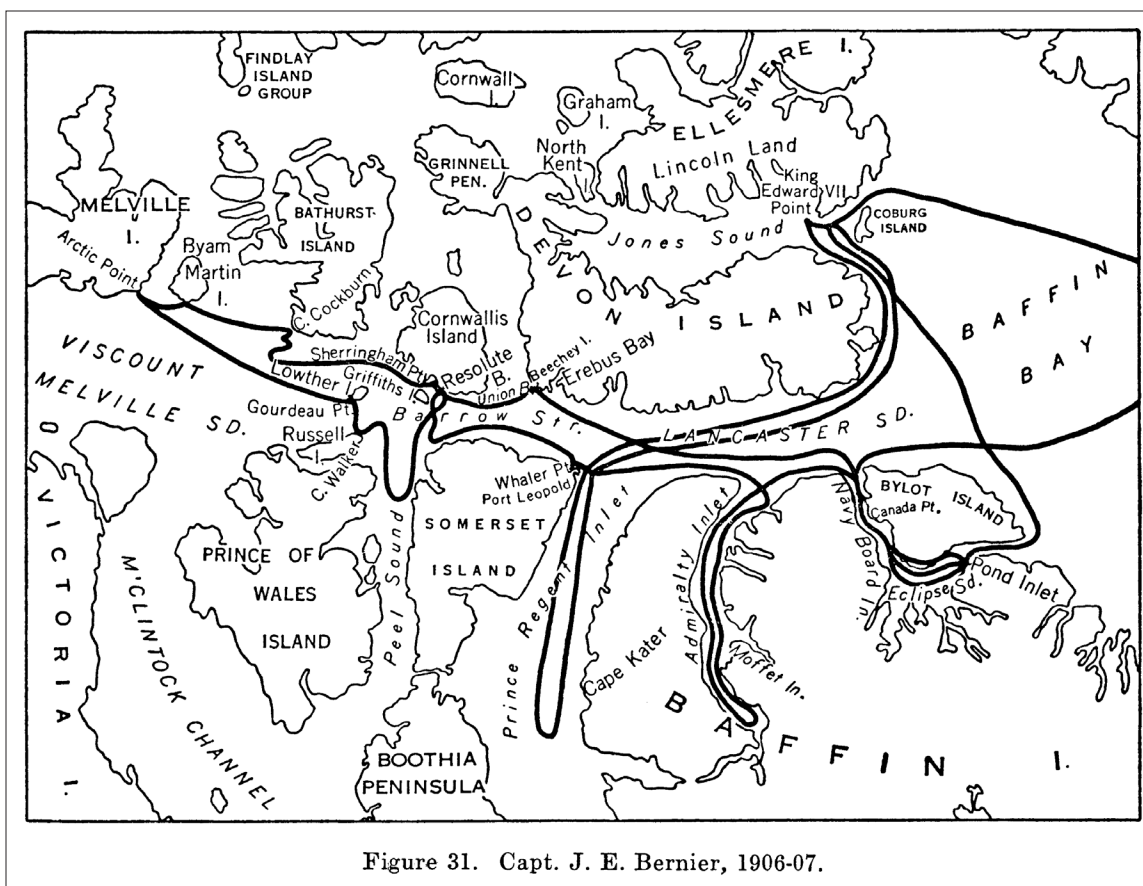 FINDLAY
ISLAND
GROUP
Cornwall
I.
Graham
I.
ELLESMERE I.
North
Kent
I.
Lincoln Land
King
Edward VII
Point
GRINNELL
PEN.
COBURG
ISLAND
MELVILLE
I.
BATHURST
ISLAND
Byam
Martin
I.
Arctic Point
Jones Sound
DEVON ISLAND
BAFFIN
BAY
C. Cockburn
Cornwallis
Island
Sherringham Pt.
Resolute
B.
Beechey I.
Erebus Bay
Union B.
Griffiths I.
Lowther I.
VISCOUNT
MELVILLE SD.
Gourdeau Pt.
Barrow Str.
LANCASTER SD.
Russell
I.
C. Walker
Whaler Pt.
Port Leopold
BYLOT ISLAND
Canada Pt.
Navy Board In.
Pond Inlet
Eclipse Sd.
SOMERSET
ISLAND
PRINCE OF
WALES
ISLAND
Peel Sound
Prince Regent Inlet
Admiralty Inlet
Cape Kater
Moffet In.
VICTORIA I.
M'CLINTOCK CHANNEL
BOOTHIA
PENINSULA
BAFFIN I.
Figure 31. Capt. J. E. Bernier, 1906-07.